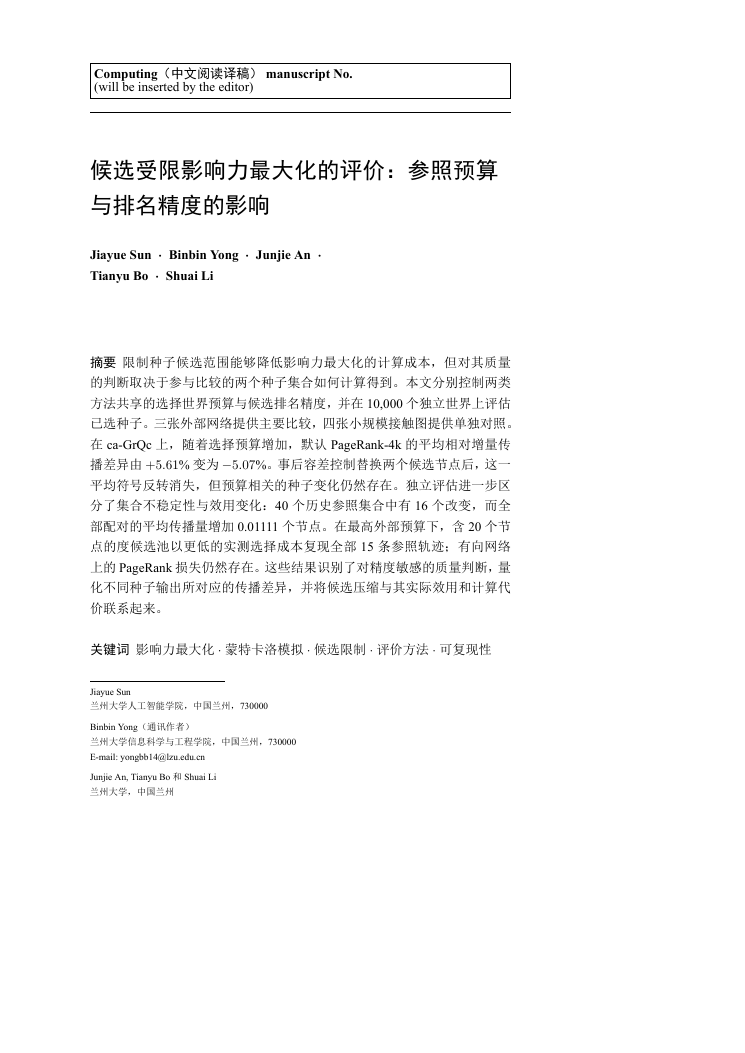 Computing（中文阅读译稿） manuscript No.
(will be inserted by the editor)
候选受限影响力最大化的评价：参照预算
与排名精度的影响
Jiayue Sun · Binbin Yong · Junjie An ·
Tianyu Bo · Shuai Li
摘要 限制种子候选范围能够降低影响力最大化的计算成本，但对其质量
的判断取决于参与比较的两个种子集合如何计算得到。本文分别控制两类
方法共享的选择世界预算与候选排名精度，并在 10,000 个独立世界上评估
已选种子。三张外部网络提供主要比较，四张小规模接触图提供单独对照。
在 ca-GrQc 上，随着选择预算增加，默认 PageRank-4k 的平均相对增量传
播差异由 +5.61% 变为 −5.07%。事后容差控制替换两个候选节点后，这一
平均符号反转消失，但预算相关的种子变化仍然存在。独立评估进一步区
分了集合不稳定性与效用变化：40 个历史参照集合中有 16 个改变，而全
部配对的平均传播量增加 0.01111 个节点。在最高外部预算下，含 20 个节
点的度候选池以更低的实测选择成本复现全部 15 条参照轨迹；有向网络
上的 PageRank 损失仍然存在。这些结果识别了对精度敏感的质量判断，量
化不同种子输出所对应的传播差异，并将候选压缩与其实际效用和计算代
价联系起来。
关键词 影响力最大化 · 蒙特卡洛模拟 · 候选限制 · 评价方法 · 可复现性
Jiayue Sun
兰州大学人工智能学院，中国兰州，730000
Binbin Yong（通讯作者）
兰州大学信息科学与工程学院，中国兰州，730000
E-mail: yongbb14@lzu.edu.cn
Junjie An, Tianyu Bo 和 Shuai Li
兰州大学，中国兰州